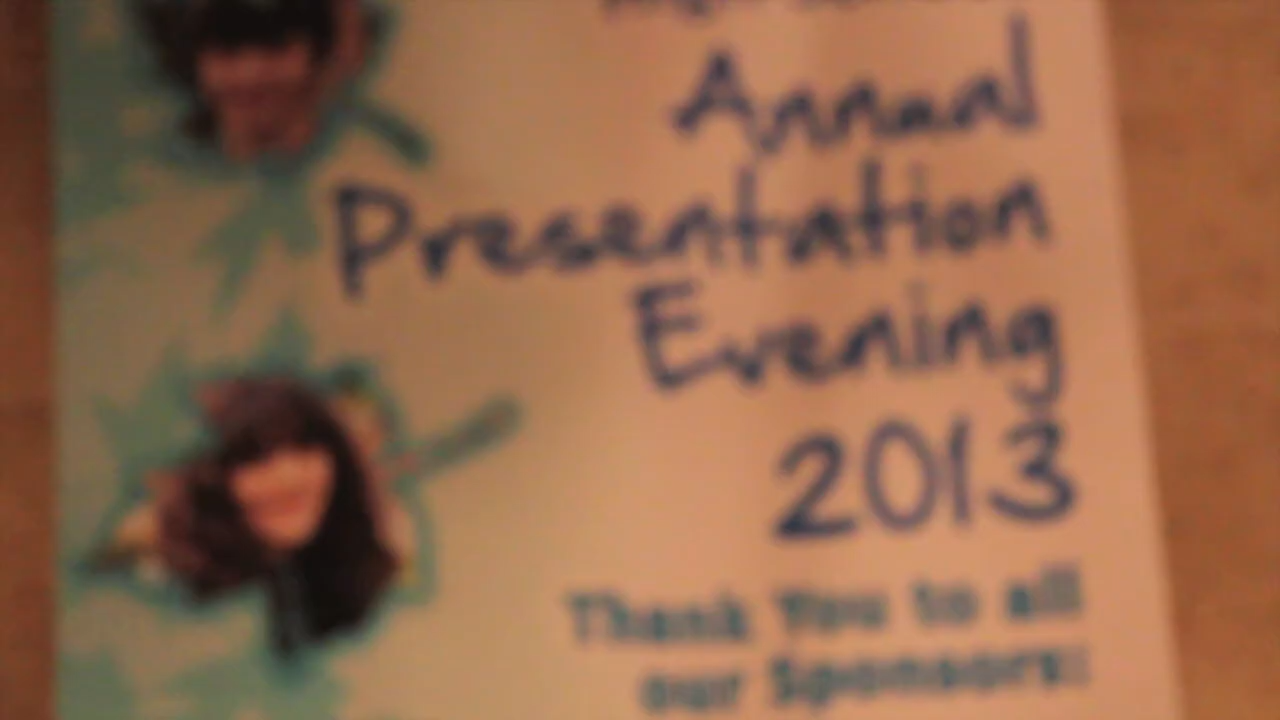 Annual
Presentation
Evening
2013
Thank You to all
our Sponsors: